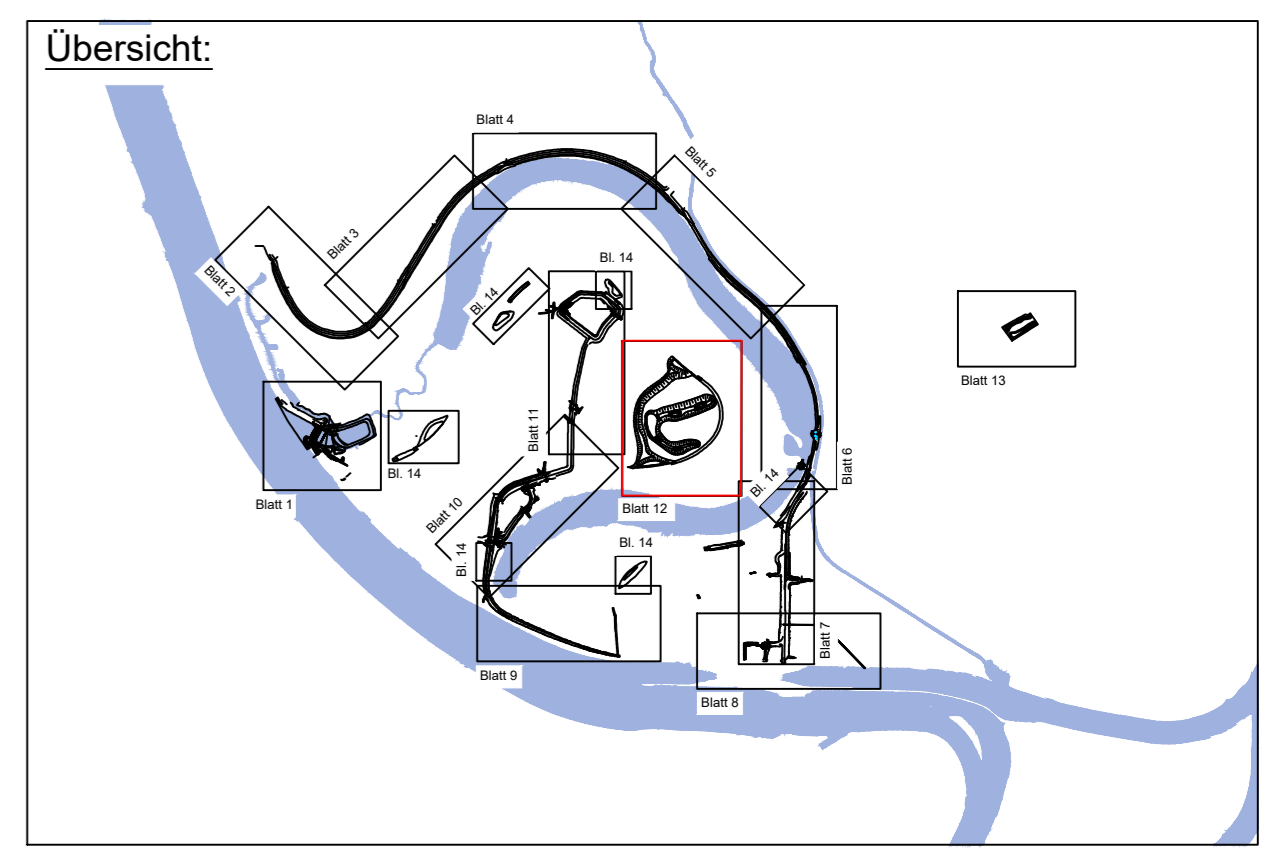 Übersicht:
Blatt 4
Blatt 5
Blatt 3
Blatt 2
Bl. 14
Bl. 14
Blatt 13
Blatt 11
Blatt 6
Bl. 14
Bl. 14
Blatt 1
Blatt 12
Blatt 10
Bl. 14
Bl. 14
Blatt 7
Blatt 9
Blatt 8